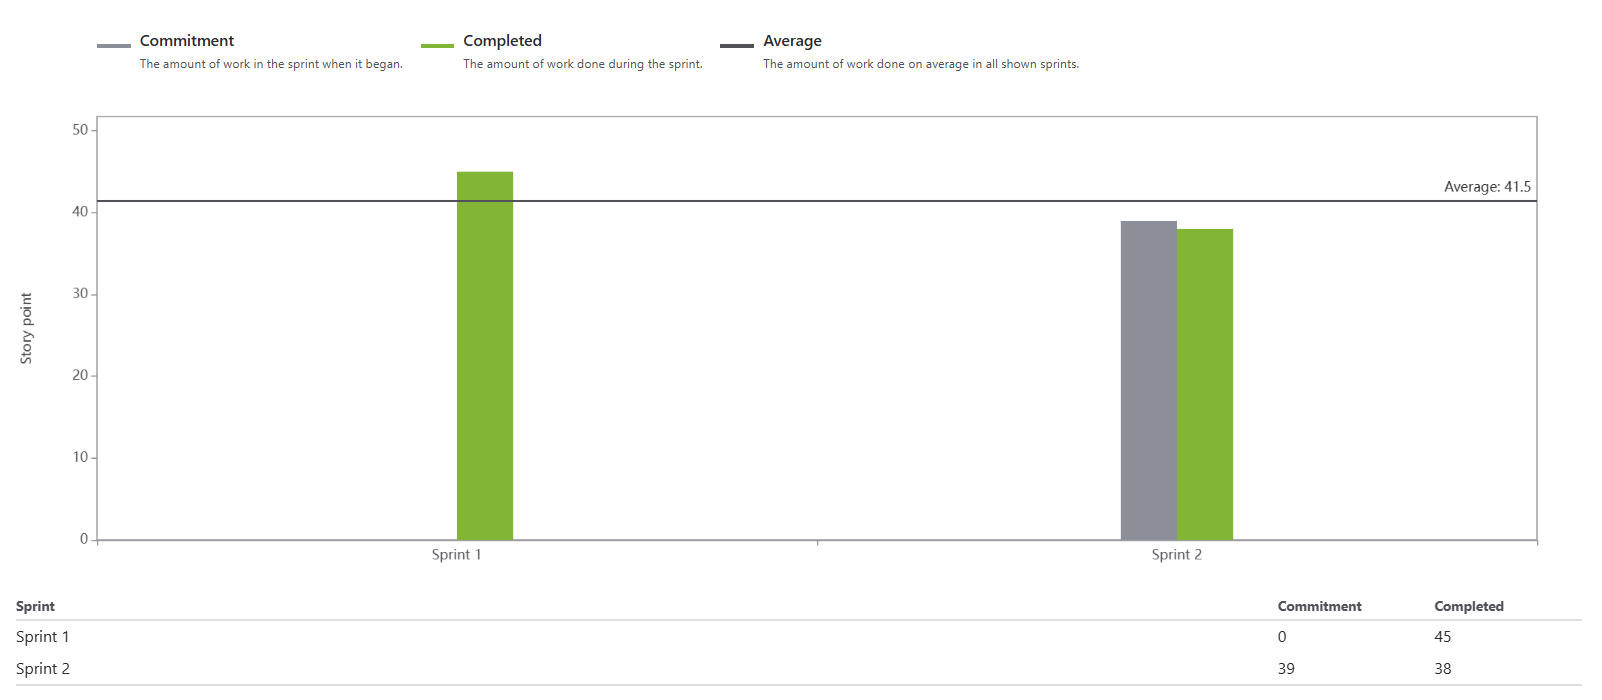 Commitment Completed Average
The amount of work in the sprint when it began. The amount of work done during the sprint. The amount of work done on average in all shown sprints.
50
Average: 41.5
40
30
Story point
20
10
0
Sprint 1 Sprint 2
Sprint Commitment Completed
Sprint 1 0 45
Sprint 2 39 38